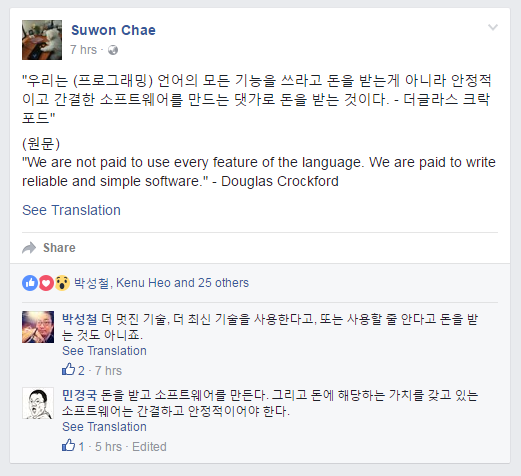 Suwon Chae
7 hrs ·
"우리는 (프로그래밍) 언어의 모든 기능을 쓰라고 돈을 받는게 아니라 안정적
이고 간결한 소프트웨어를 만드는 댓가로 돈을 받는 것이다. - 더글라스 크락
포드"
(원문)
"We are not paid to use every feature of the language. We are paid to write
reliable and simple software." - Douglas Crockford
See Translation
Share
박성철, Kenu Heo and 25 others
박성철 더 멋진 기술, 더 최신 기술을 사용한다고, 또는 사용할 줄 안다고 돈을 받
는 것도 아니죠.
See Translation
2 · 7 hrs
민경국 돈을 받고 소프트웨어를 만든다. 그리고 돈에 해당하는 가치를 갖고 있는
소프트웨어는 간결하고 안정적이어야 한다.
See Translation
1 · 5 hrs · Edited